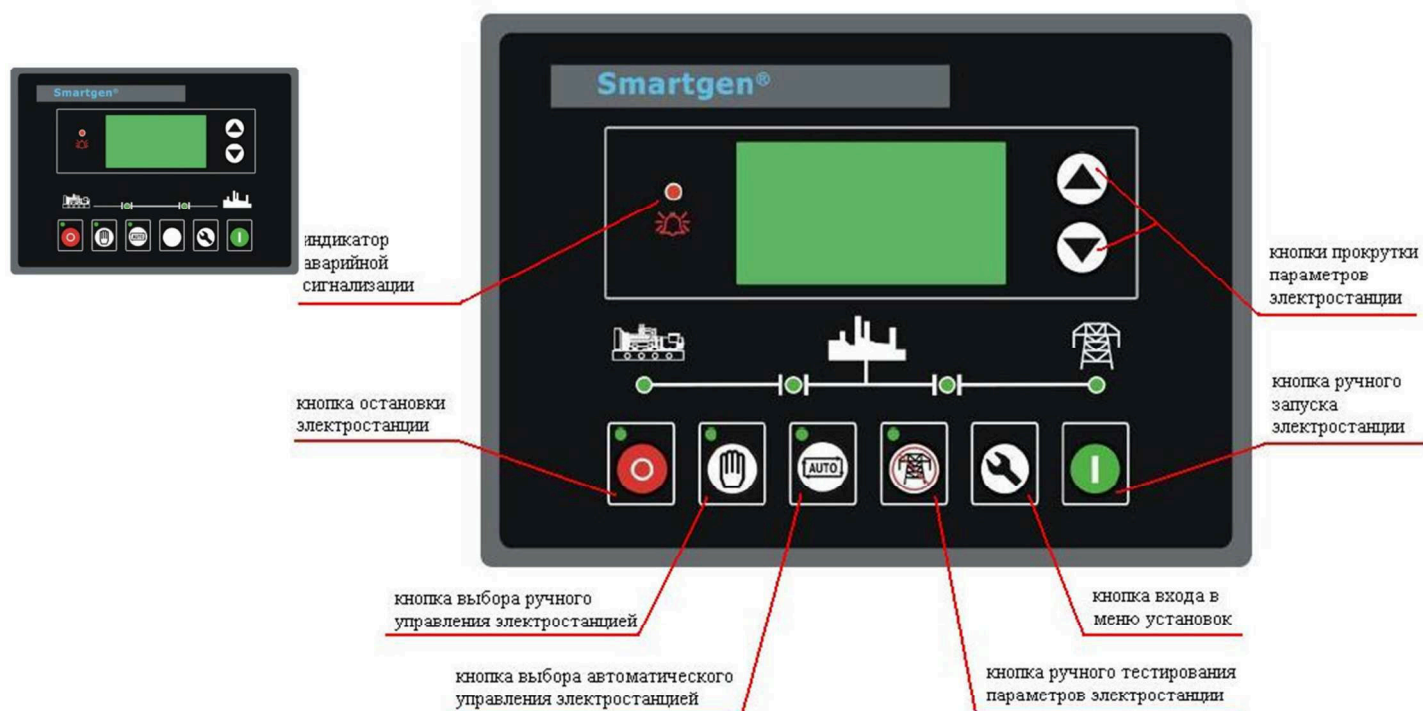 Smartgen®
Smartgen®
AUTO
индикатор
аварийной
сигнализации
кнопки прокрутки
параметров
электростанции
кнопка остановки
электростанции
кнопка ручного
запуска
электростанции
AUTO
кнопка выбора ручного
управления электростанцией
кнопка входа в
меню установок
кнопка выбора автоматического
управления электростанцией
кнопка ручного тестирования
параметров электростанции